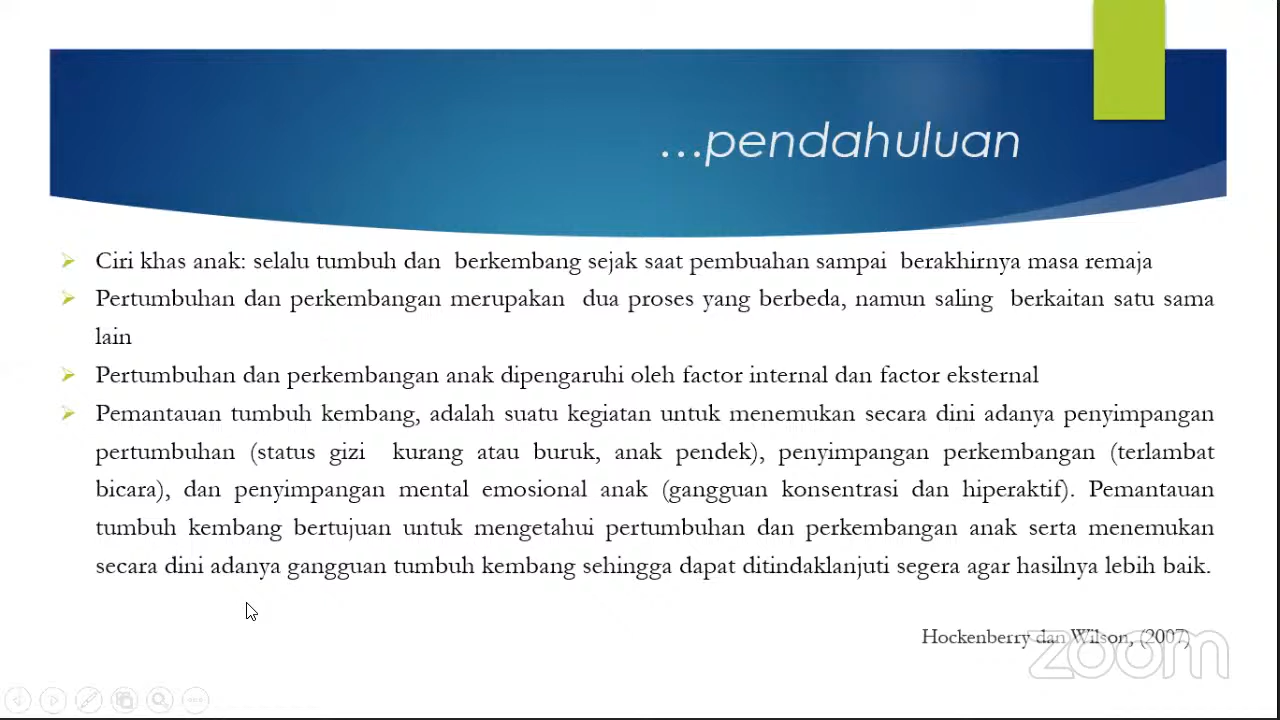 ...pendahuluan
Ciri khas anak: selalu tumbuh dan berkembang sejak saat pembuahan sampai berakhirnya masa remaja
Pertumbuhan dan perkembangan merupakan dua proses yang berbeda, namun saling berkaitan satu sama
lain
Pertumbuhan dan perkembangan anak dipengaruhi oleh factor internal dan factor eksternal
Pemantauan tumbuh kembang, adalah suatu kegiatan untuk menemukan secara dini adanya penyimpangan
pertumbuhan (status gizi kurang atau buruk, anak pendek), penyimpangan perkembangan (terlambat
bicara), dan penyimpangan mental emosional anak (gangguan konsentrasi dan hiperaktif). Pemantauan
tumbuh kembang bertujuan untuk mengetahui pertumbuhan dan perkembangan anak serta menemukan
secara dini adanya gangguan tumbuh kembang sehingga dapat ditindaklanjuti segera agar hasilnya lebih baik.
Hockenberry dan Wilson, (2007)
zoom